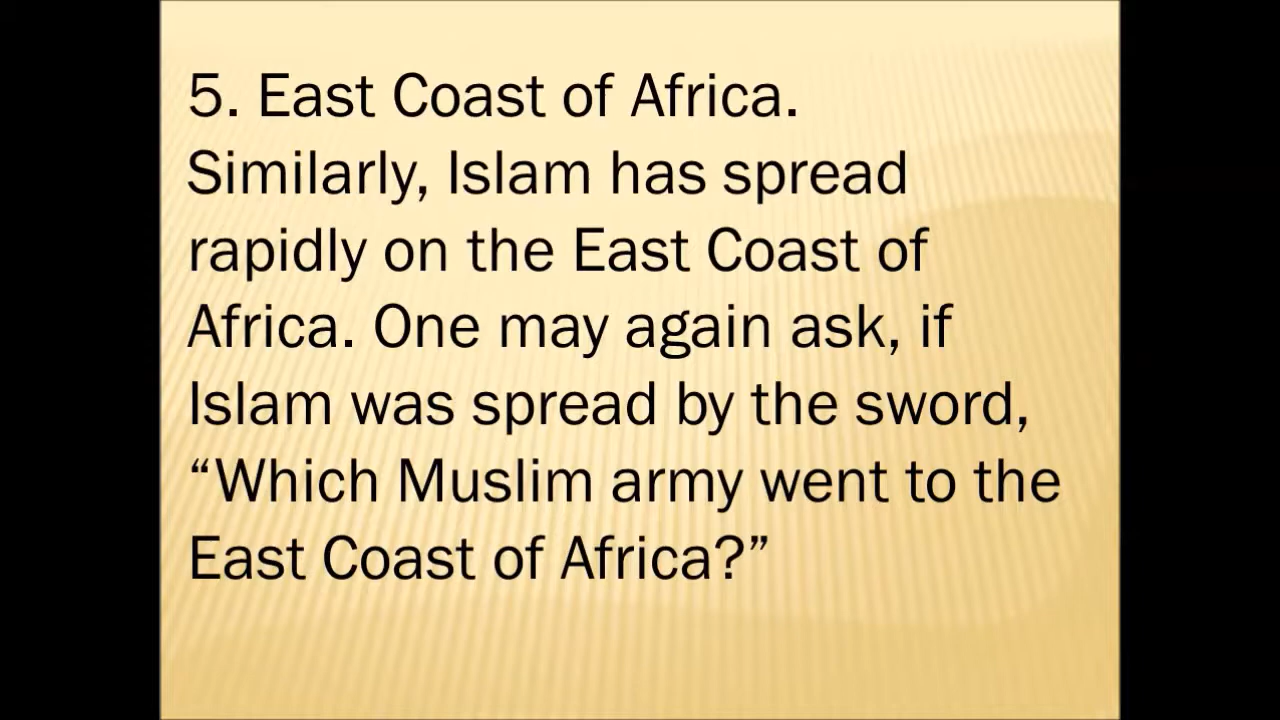 5. East Coast of Africa.
Similarly, Islam has spread
rapidly on the East Coast of
Africa. One may again ask, if
Islam was spread by the sword,
“Which Muslim army went to the
East Coast of Africa?”